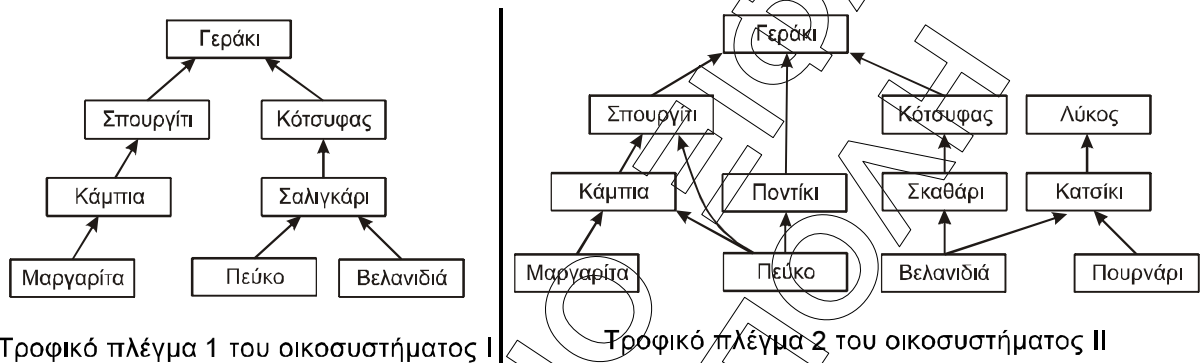 Γεράκι
Σπουργίτι Κότσυφας
Κάμπια Σαλιγκάρι
Μαργαρίτα Πεύκο Βελανιδιά
Τροφικό πλέγμα 1 του οικοσυστήματος I
Γεράκι
Σπουργίτι Κότσυφας Λύκος
Κάμπια Ποντίκι Σκαθάρι Κατσίκι
Μαργαρίτα Πεύκο Βελανιδιά Πουρνάρι
Τροφικό πλέγμα 2 του οικοσυστήματος II